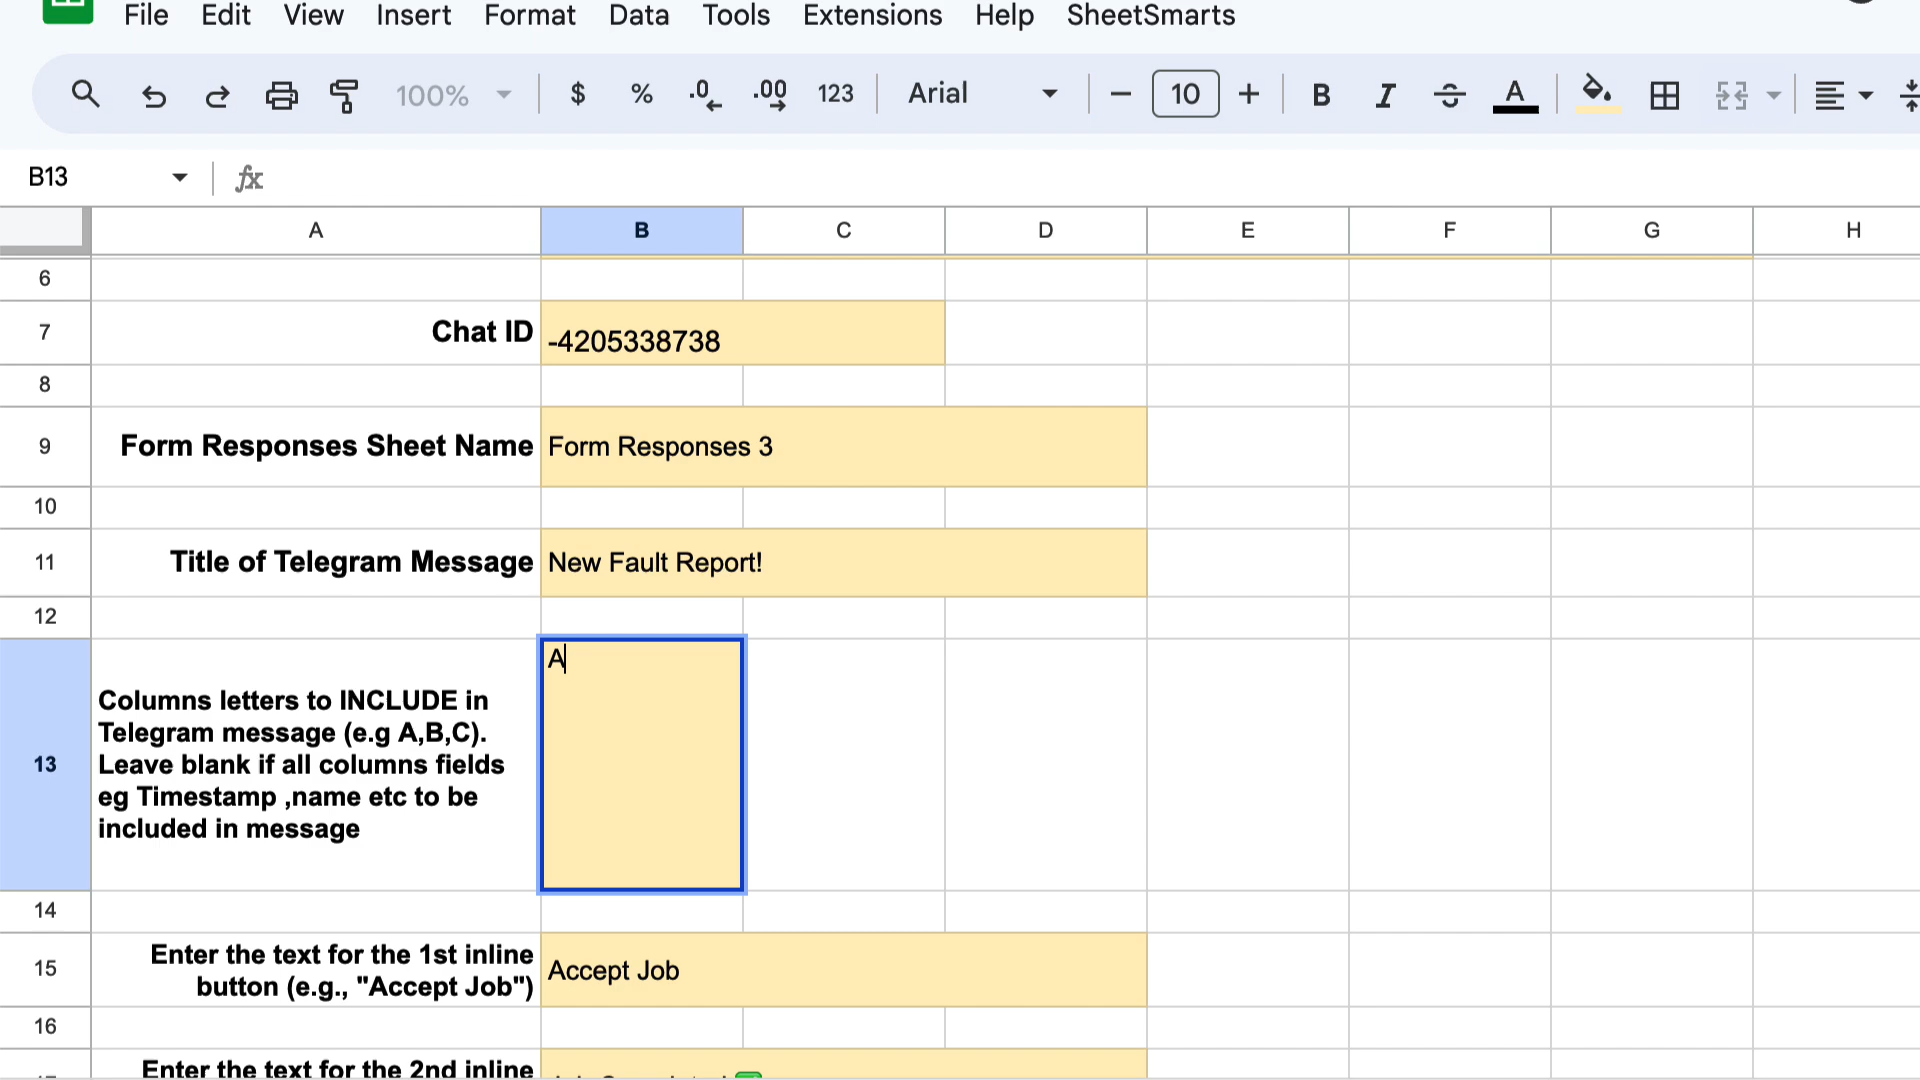 File Edit View Insert Format Data Tools Extensions Help SheetSmarts
100% $ % .0 .00 123 Arial 10 B I S A
B13 fx
A B C D E F G H
6
7 Chat ID -4205338738
8
9 Form Responses Sheet Name Form Responses 3
10
11 Title of Telegram Message New Fault Report!
12
A
Columns letters to INCLUDE in
Telegram message (e.g A,B,C).
13 Leave blank if all columns fields
eg Timestamp ,name etc to be
included in message
14
Enter the text for the 1st inline
15 Accept Job
button (e.g., "Accept Job")
16
Enter the text for the 2nd inline